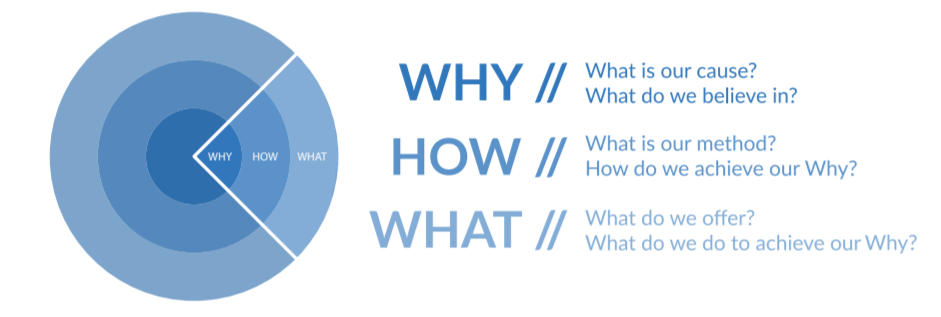 WHY HOW WHAT
WHY // What is our cause?
What do we believe in?
HOW // What is our method?
How do we achieve our Why?
WHAT // What do we offer?
What do we do to achieve our Why?